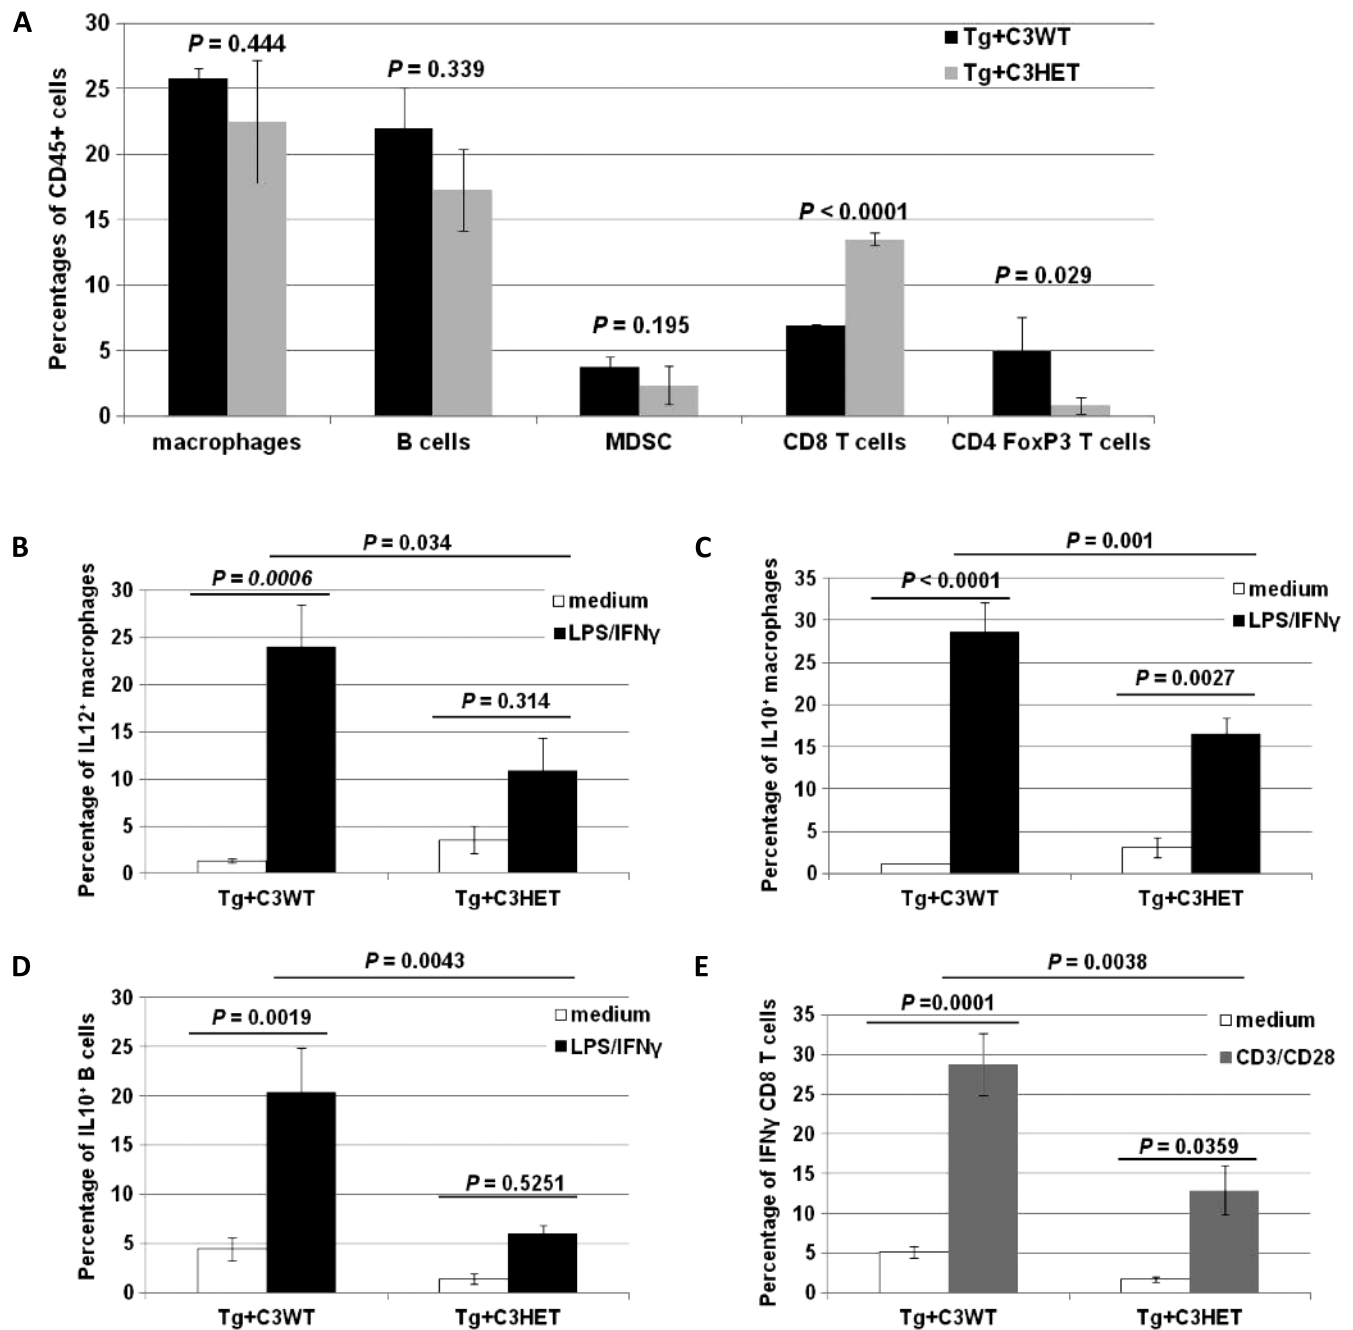 A
Percentages of CD45+ cells
30
25
20
15
10
5
0
P = 0.444
P = 0.339
P = 0.195
P < 0.0001
P = 0.029
Tg+C3WT
Tg+C3HET
macrophages
B cells
MDSC
CD8 T cells
CD4 FoxP3 T cells
B
Percentage of IL12⁺ macrophages
30
25
20
15
10
5
0
P = 0.034
P = 0.0006
P = 0.314
medium
LPS/IFNγ
Tg+C3WT
Tg+C3HET
C
Percentage of IL10⁺ macrophages
35
30
25
20
15
10
5
0
P = 0.001
P < 0.0001
P = 0.0027
medium
LPS/IFNγ
Tg+C3WT
Tg+C3HET
D
Percentage of IL10⁺ B cells
30
25
20
15
10
5
0
P = 0.0043
P = 0.0019
P = 0.5251
medium
LPS/IFNγ
Tg+C3WT
Tg+C3HET
E
Percentage of IFNγ CD8 T cells
35
30
25
20
15
10
5
0
P = 0.0038
P =0.0001
P = 0.0359
medium
CD3/CD28
Tg+C3WT
Tg+C3HET